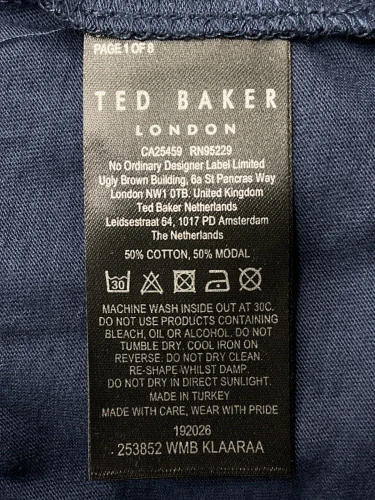 PAGE 1 OF 8
TED BAKER
LONDON
CA25459 RN95229
No Ordinary Designer Label Limited
Ugly Brown Building, 6a St Pancras Way
London NW1 0TB. United Kingdom
Ted Baker Netherlands
Leidsestraat 64, 1017 PD Amsterdam
The Netherlands
50% COTTON, 50% MODAL
30
MACHINE WASH INSIDE OUT AT 30C.
DO NOT USE PRODUCTS CONTAINING
BLEACH, OIL OR ALCOHOL. DO NOT
TUMBLE DRY. COOL IRON ON
REVERSE. DO NOT DRY CLEAN.
RE-SHAPE WHILST DAMP.
DO NOT DRY IN DIRECT SUNLIGHT.
MADE IN TURKEY
MADE WITH CARE, WEAR WITH PRIDE
192026
253852 WMB KLAARAA